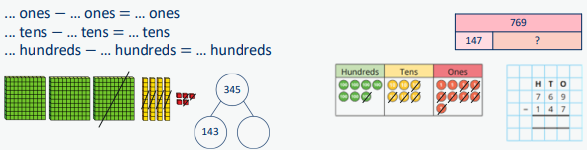 ... ones − ... ones = ... ones
... tens − ... tens = ... tens
... hundreds − ... hundreds = ... hundreds
345
143
769
147 ?
Hundreds Tens Ones
H T O
7 6 9
- 1 4 7